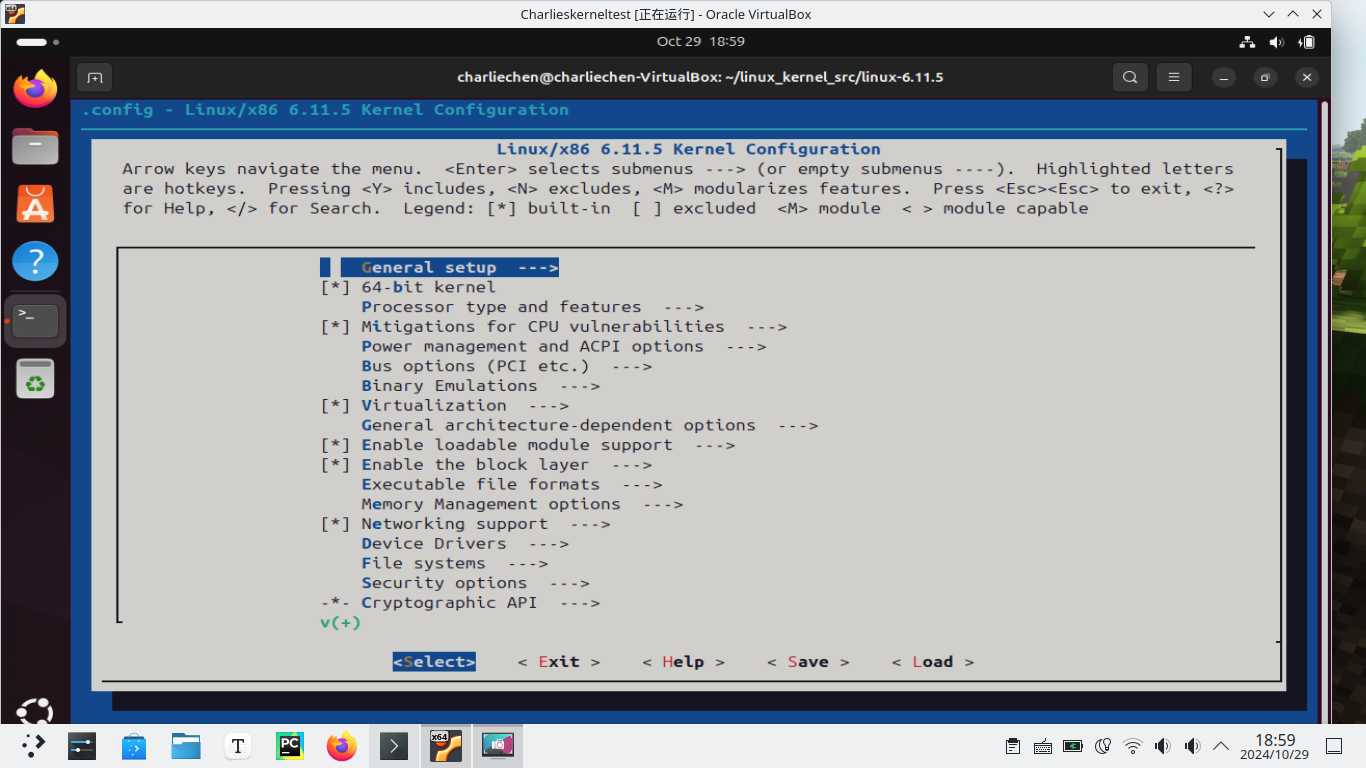 Charlieskerneltest [正在运行] - Oracle VirtualBox
Oct 29 18:59
charliechen@charliechen-VirtualBox: ~/linux_kernel_src/linux-6.11.5
.config - Linux/x86 6.11.5 Kernel Configuration
Linux/x86 6.11.5 Kernel Configuration
Arrow keys navigate the menu. <Enter> selects submenus ---> (or empty submenus ----). Highlighted letters
are hotkeys. Pressing <Y> includes, <N> excludes, <M> modularizes features. Press <Esc><Esc> to exit, <?>
for Help, </> for Search. Legend: [*] built-in [ ] excluded <M> module < > module capable
General setup --->
[*] 64-bit kernel
Processor type and features --->
[*] Mitigations for CPU vulnerabilities --->
Power management and ACPI options --->
Bus options (PCI etc.) --->
Binary Emulations --->
[*] Virtualization --->
General architecture-dependent options --->
[*] Enable loadable module support --->
[*] Enable the block layer --->
Executable file formats --->
Memory Management options --->
[*] Networking support --->
Device Drivers --->
File systems --->
Security options --->
-*- Cryptographic API --->
v(+)
<Select> < Exit > < Help > < Save > < Load >
T
PC
x64
18:59
2024/10/29